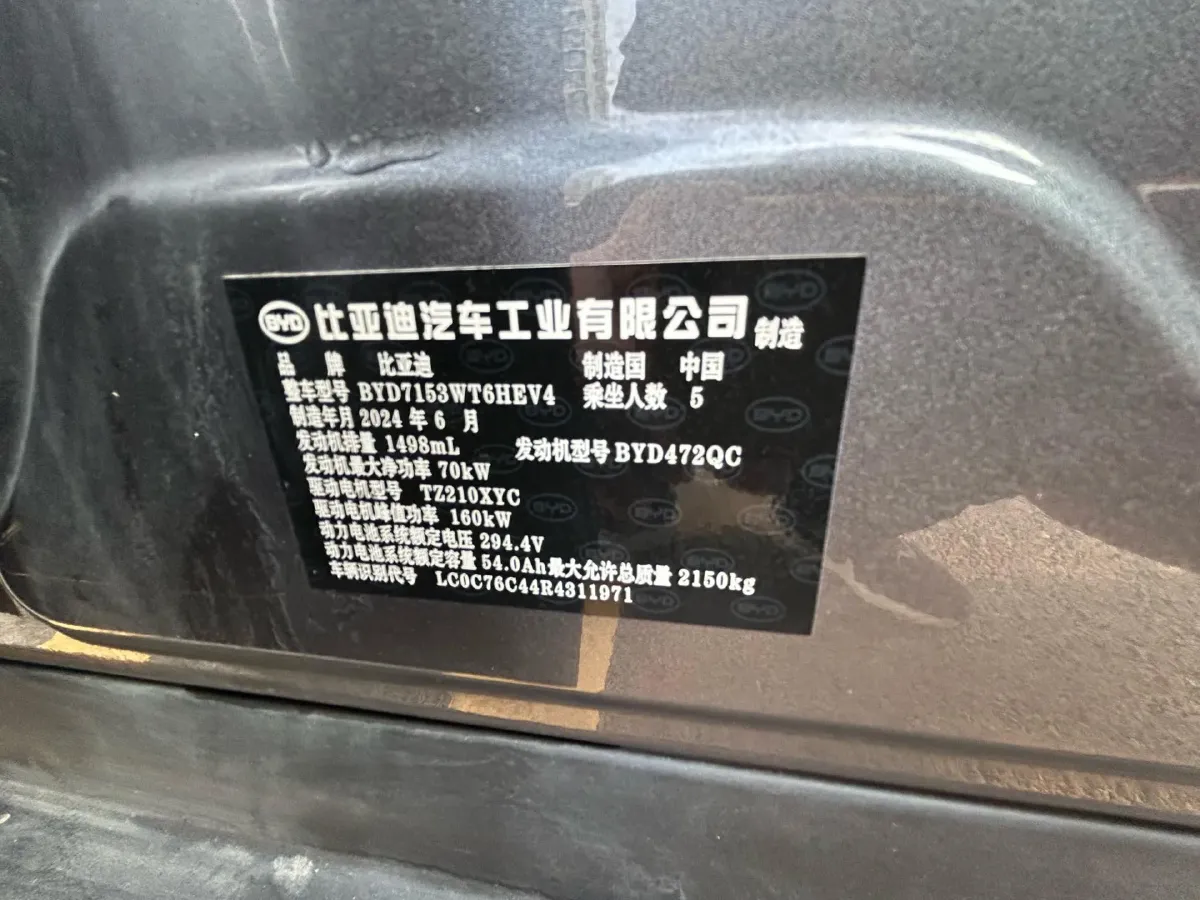 BYD 比亚迪汽车工业有限公司 制造
品 牌 比亚迪 制造国 中国
整车型号 BYD7153WT6HEV4 乘坐人数 5
制造年月 2024 年 6 月
发动机排量 1498mL 发动机型号 BYD472QC
发动机最大净功率 70kW
驱动电机型号 TZ210XYC
驱动电机峰值功率 160kW
动力电池系统额定电压 294.4V
动力电池系统额定容量 54.0Ah 最大允许总质量 2150kg
车辆识别代号 LC0C76C44R4311971